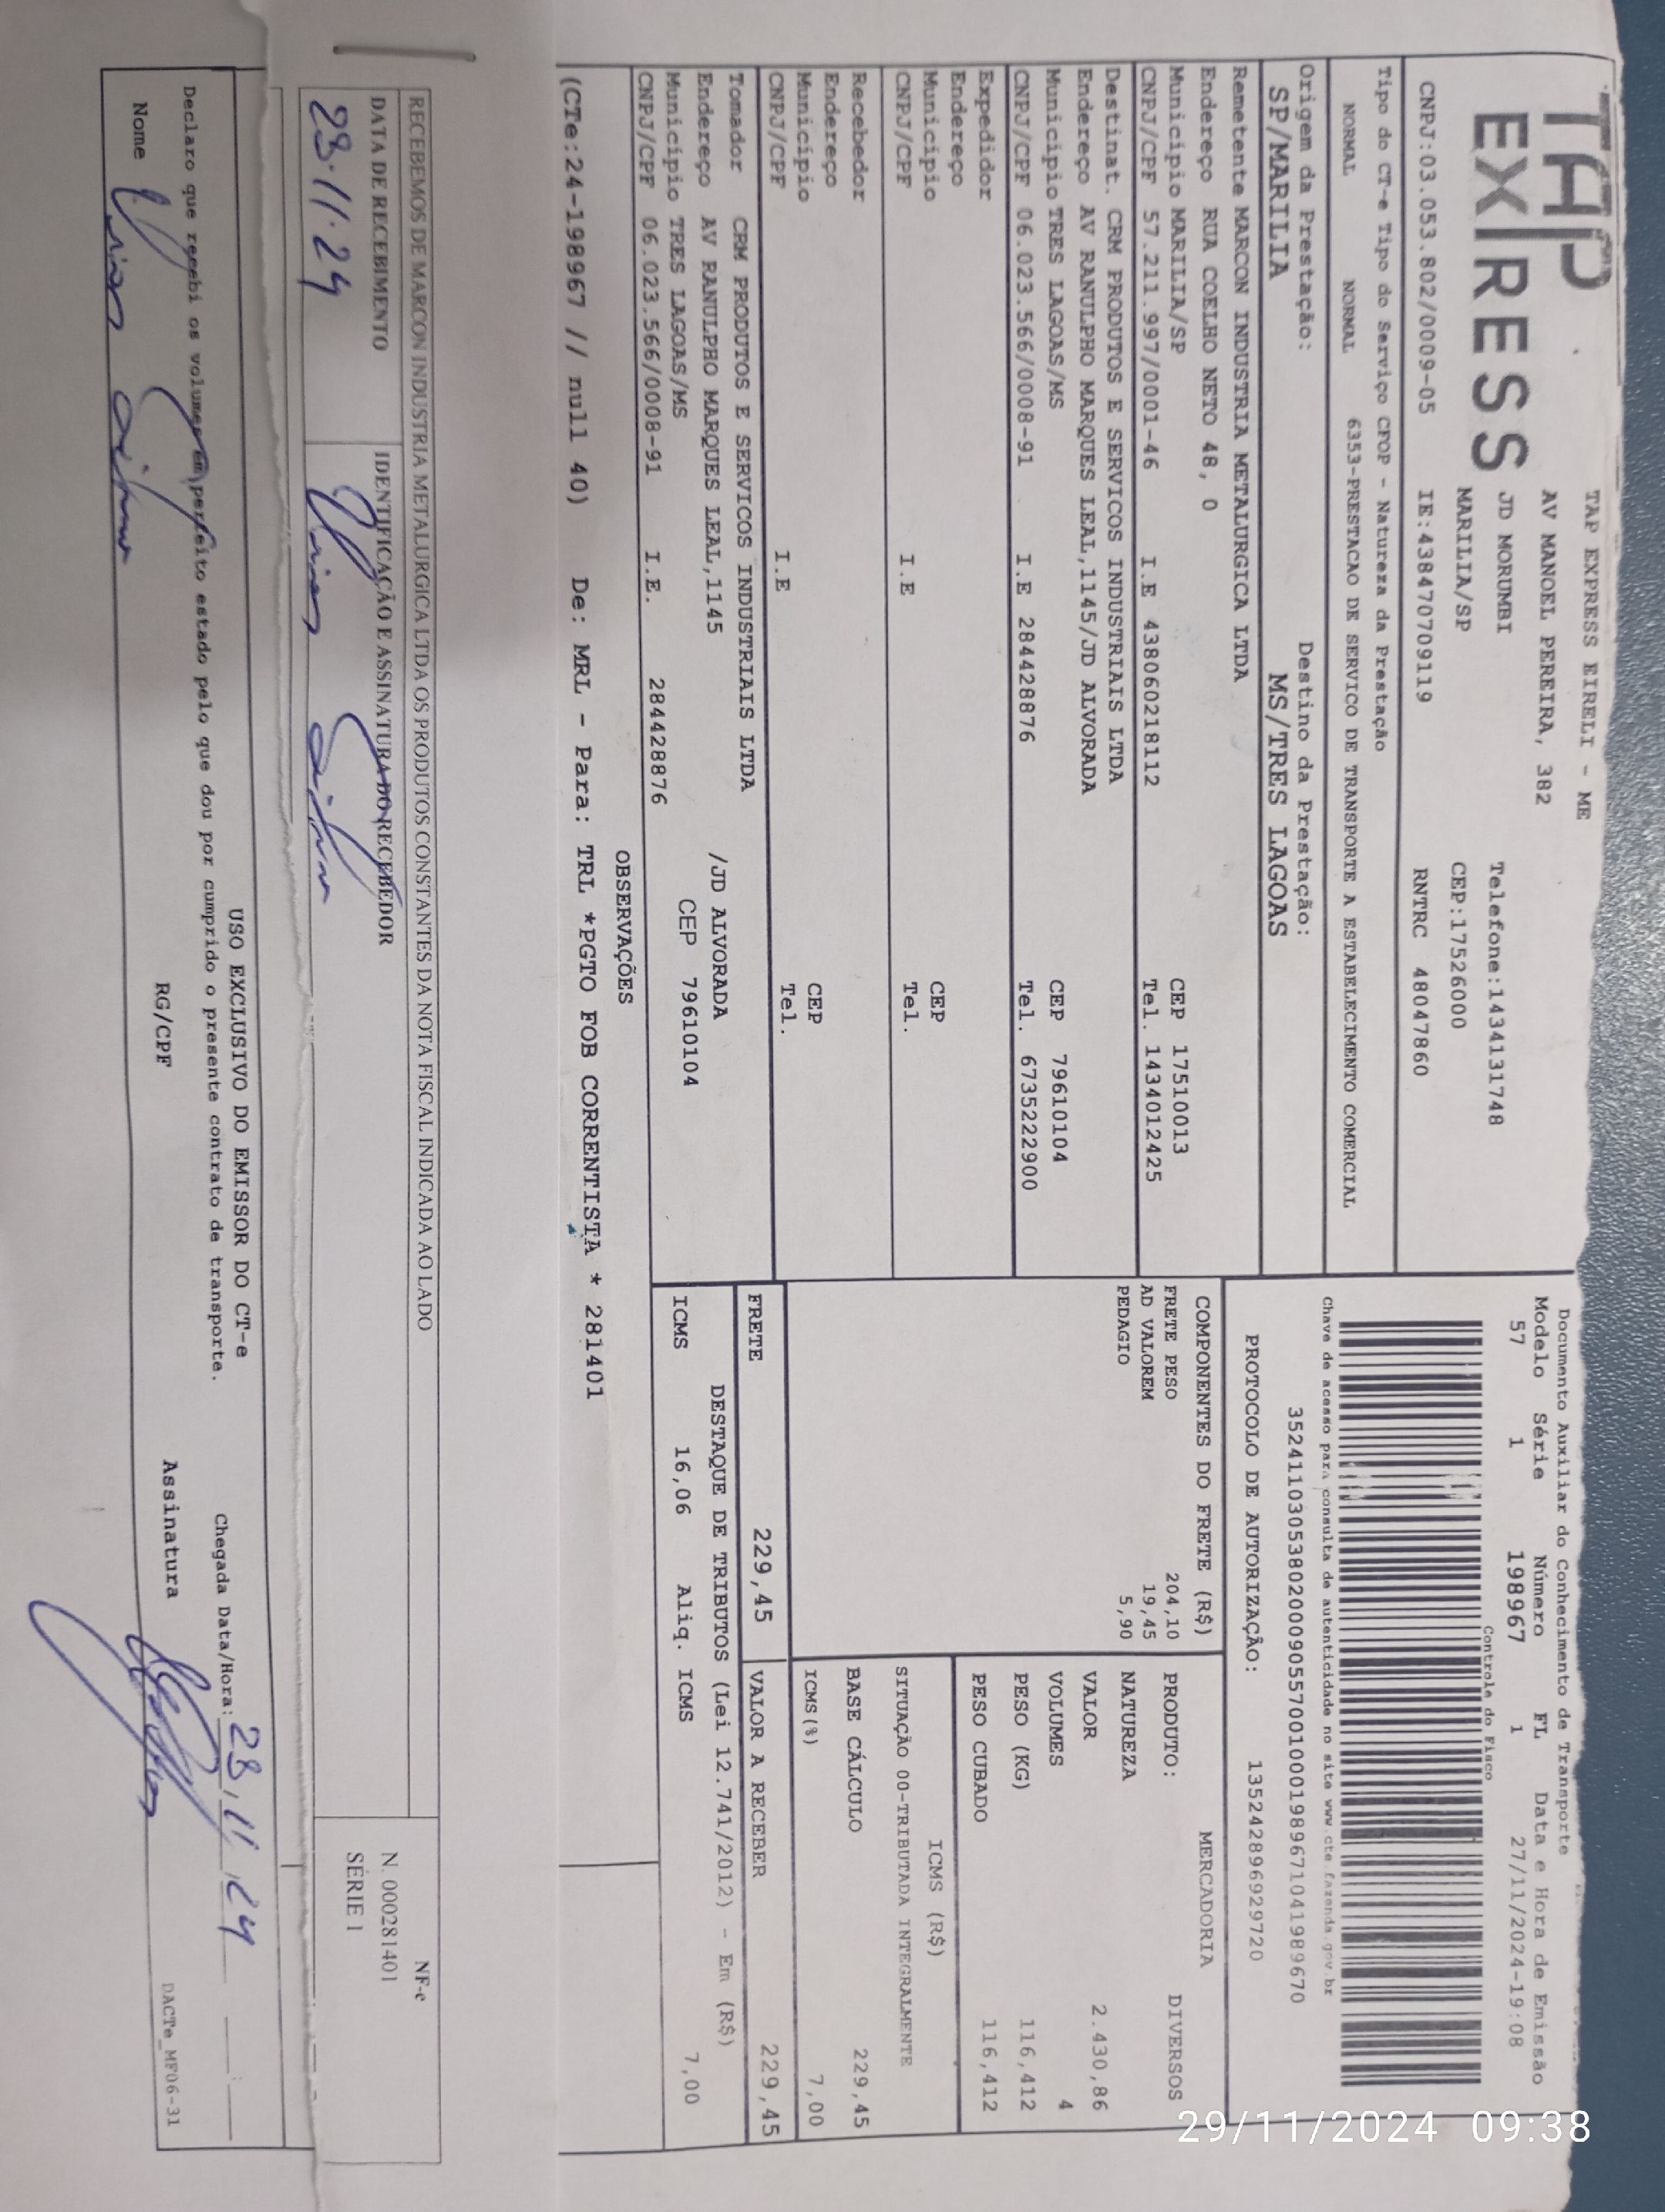 TAP
EXPRESS
TAP EXPRESS EIRELI - ME
AV MANOEL PEREIRA, 382
JD MORUMBI
Telefone:1434131748
MARILIA/SP
CEP:17526000
CNPJ:03.053.802/0009-05
IE:438470709119
RNTRC 48047860
Tipo do CT-e Tipo do Serviço CFOP - Natureza da Prestação
NORMAL NORMAL 6353-PRESTACAO DE SERVICO DE TRANSPORTE A ESTABELECIMENTO COMERCIAL
Origem da Prestação: Destino da Prestação:
SP/MARILIA MS/TRES LAGOAS
Documento Auxiliar do Conhecimento de Transporte
Modelo Série Número FL Data e Hora de Emissão
57 1 198967 1 27/11/2024-19:08
Controle do Fisco
Chave de acesso para consulta de autenticidade no site www.cte.fazenda.gov.br
35241103053802000905570010001989671041989670
PROTOCOLO DE AUTORIZAÇÃO: 135242896929720
Remetente MARCON INDUSTRIA METALURGICA LTDA
Endereço RUA COELHO NETO 48, 0
Município MARILIA/SP CEP 17510013
CNPJ/CPF 57.211.997/0001-46 I.E 438060218112 Tel. 1434012425
Destinat. CRM PRODUTOS E SERVICOS INDUSTRIAIS LTDA
Endereço AV RANULPHO MARQUES LEAL,1145/JD ALVORADA
Município TRES LAGOAS/MS CEP 79610104
CNPJ/CPF 06.023.566/0008-91 I.E 284428876 Tel. 6735222900
Expedidor
Endereço
Município CEP
CNPJ/CPF I.E Tel.
Recebedor
Endereço
Município CEP
CNPJ/CPF I.E Tel.
Tomador CRM PRODUTOS E SERVICOS INDUSTRIAIS LTDA
Endereço AV RANULPHO MARQUES LEAL,1145 /JD ALVORADA
Município TRES LAGOAS/MS CEP 79610104
CNPJ/CPF 06.023.566/0008-91 I.E. 284428876
COMPONENTES DO FRETE (R$)
FRETE PESO 204,10
AD VALOREM 19,45
PEDAGIO 5,90
MERCADORIA
PRODUTO: DIVERSOS
NATUREZA
VALOR 2.430,86
VOLUMES 4
PESO (KG) 116,412
PESO CUBADO 116,412
ICMS (R$)
SITUAÇÃO 00-TRIBUTADA INTEGRALMENTE
BASE CÁLCULO 229,45
ICMS(%) 7,00
FRETE 229,45 VALOR A RECEBER 229,45
DESTAQUE DE TRIBUTOS (Lei 12.741/2012) - Em (R$)
ICMS 16,06 Aliq. ICMS 7,00
OBSERVAÇÕES
(CTe:24-198967 // null 40) De: MRL - Para: TRL *PGTO FOB CORRENTISTA * 281401
RECEBEMOS DE MARCON INDUSTRIA METALURGICA LTDA OS PRODUTOS CONSTANTES DA NOTA FISCAL INDICADA AO LADO
DATA DE RECEBIMENTO IDENTIFICAÇÃO E ASSINATURA DO RECEBEDOR
28.11.24
NF-e
N. 000281401
SÉRIE 1
USO EXCLUSIVO DO EMISSOR DO CT-e
Declaro que recebi os volumes em perfeito estado pelo que dou por cumprido o presente contrato de transporte.
Chegada Data/Hora: 28/11/24
Nome RG/CPF Assinatura
DACTe_MF06-31
29/11/2024 09:38